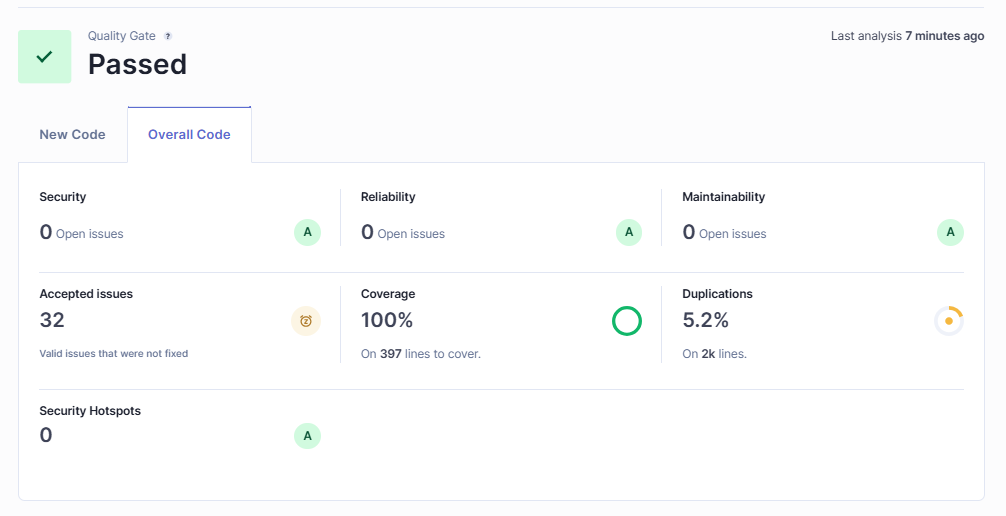 Quality Gate ?
Last analysis 7 minutes ago
Passed
New Code
Overall Code
Security
0 Open issues
A
Reliability
0 Open issues
A
Maintainability
0 Open issues
A
Accepted issues
32
Valid issues that were not fixed
Coverage
100%
On 397 lines to cover.
Duplications
5.2%
On 2k lines.
Security Hotspots
0
A